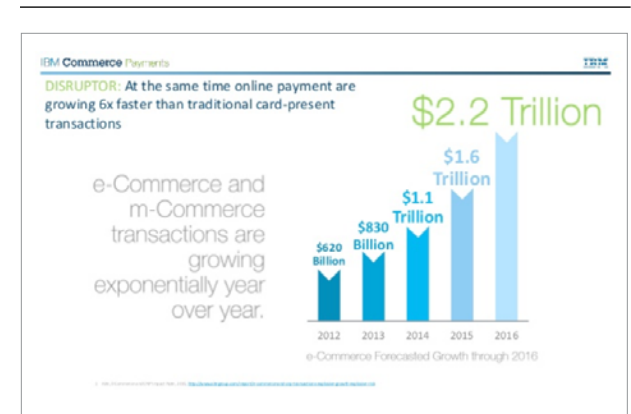 IBM Commerce Payments
IBM
DISRUPTOR: At the same time online payment are
growing 6x faster than traditional card-present
transactions
$2.2 Trillion
e-Commerce and
m-Commerce
transactions are
growing
exponentially year
over year.
$620
Billion
$830
Billion
$1.1
Trillion
$1.6
Trillion
2012 2013 2014 2015 2016
e-Commerce Forecasted Growth through 2016